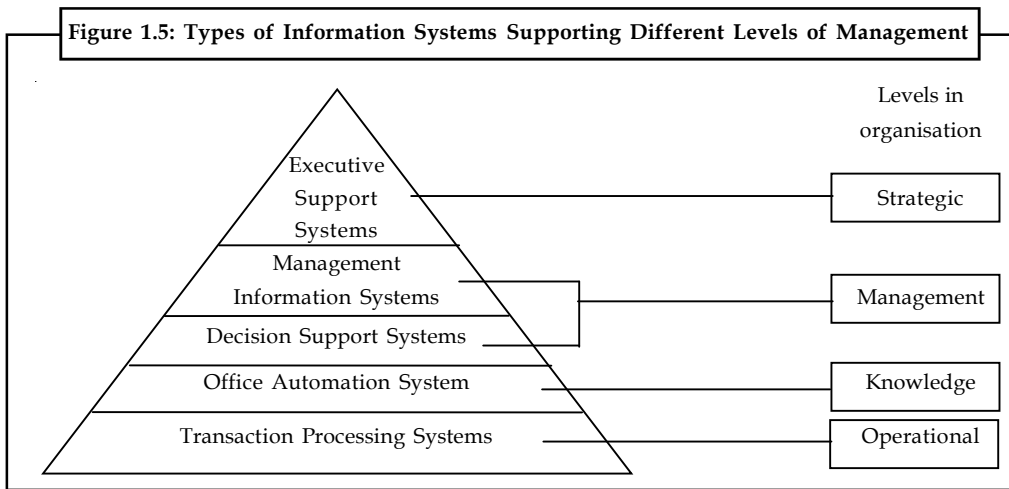 Figure 1.5: Types of Information Systems Supporting Different Levels of Management
Levels in
organisation
Executive
Support
Systems
Strategic
Management
Information Systems
Management
Decision Support Systems
Office Automation System
Knowledge
Transaction Processing Systems
Operational